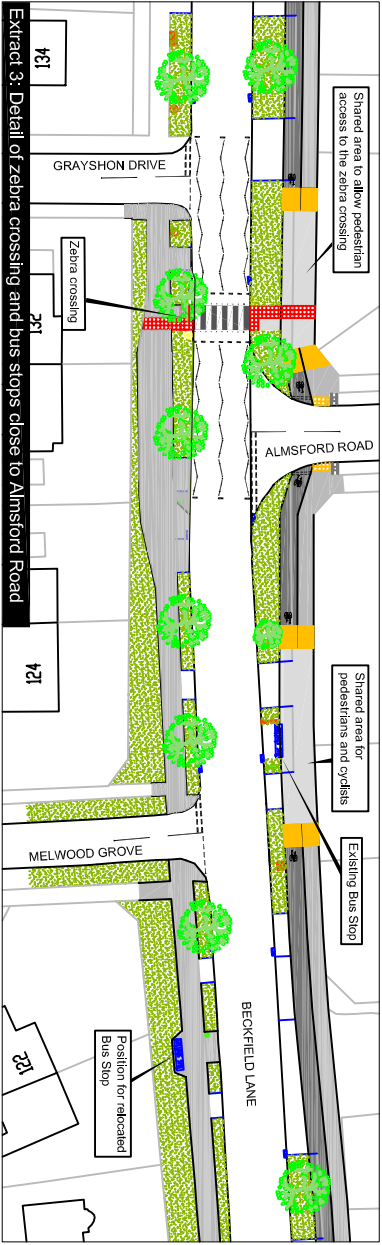 Extract 3: Detail of zebra crossing and bus stops close to Almsford Road
Shared area to allow pedestrian
access to the zebra crossing
Shared area for
pedestrians and cyclists
Existing Bus Stop
GRAYSHON DRIVE
ALMSFORD ROAD
Zebra crossing
MELWOOD GROVE
BECKFIELD LANE
Position for relocated
Bus Stop
134
132
124
122